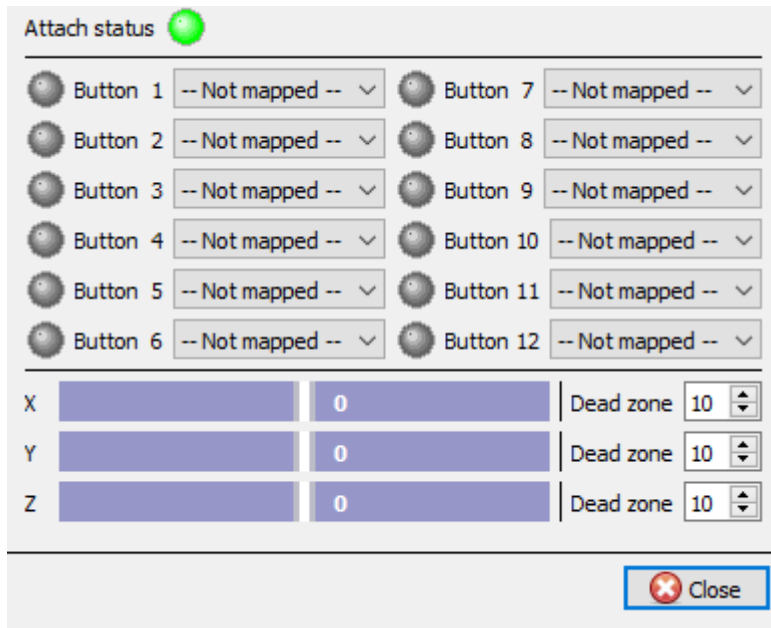 Attach status
Button 1 -- Not mapped -- Button 7 -- Not mapped --
Button 2 -- Not mapped -- Button 8 -- Not mapped --
Button 3 -- Not mapped -- Button 9 -- Not mapped --
Button 4 -- Not mapped -- Button 10 -- Not mapped --
Button 5 -- Not mapped -- Button 11 -- Not mapped --
Button 6 -- Not mapped -- Button 12 -- Not mapped --
X 0 Dead zone 10
Y 0 Dead zone 10
Z 0 Dead zone 10
Close